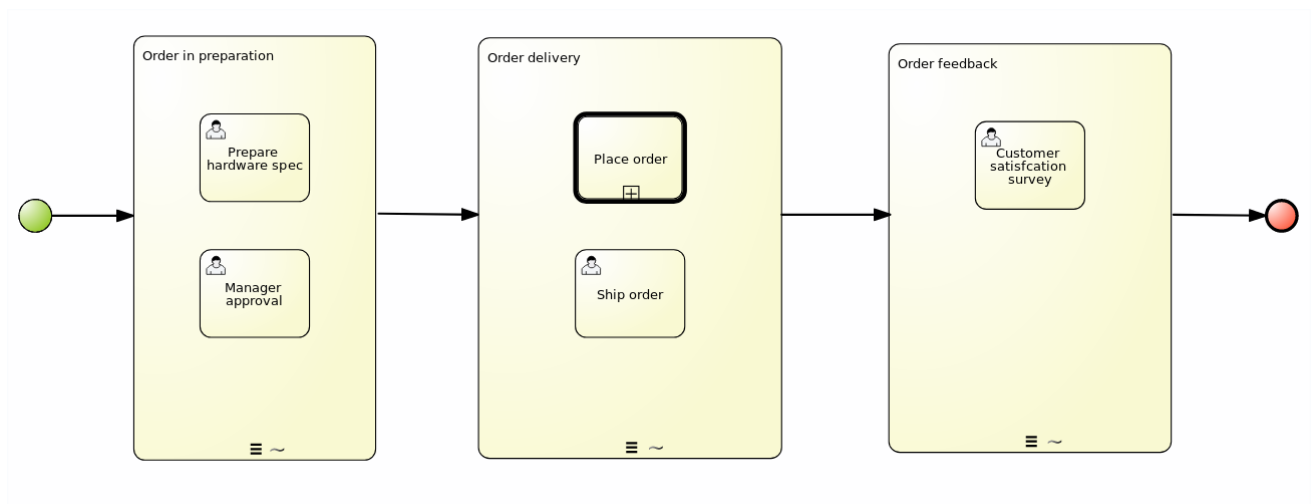 Order in preparation
Prepare
hardware spec
Manager
approval
Order delivery
Place order
Ship order
Order feedback
Customer
satisfcation
survey